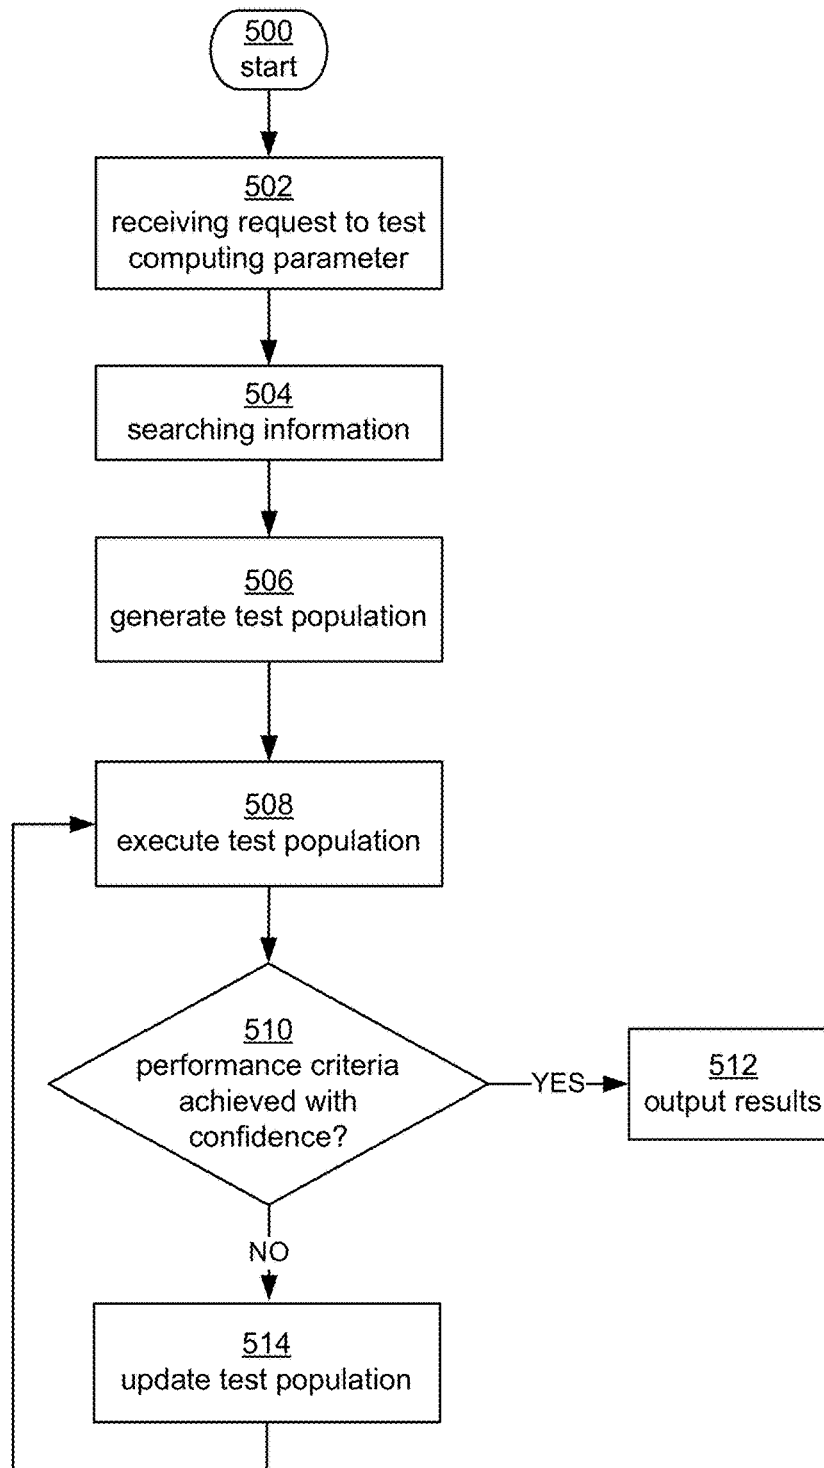 500
start
502
receiving request to test
computing parameter
504
searching information
506
generate test population
508
execute test population
510
performance criteria
achieved with
confidence?
YES
512
output results
NO
514
update test population